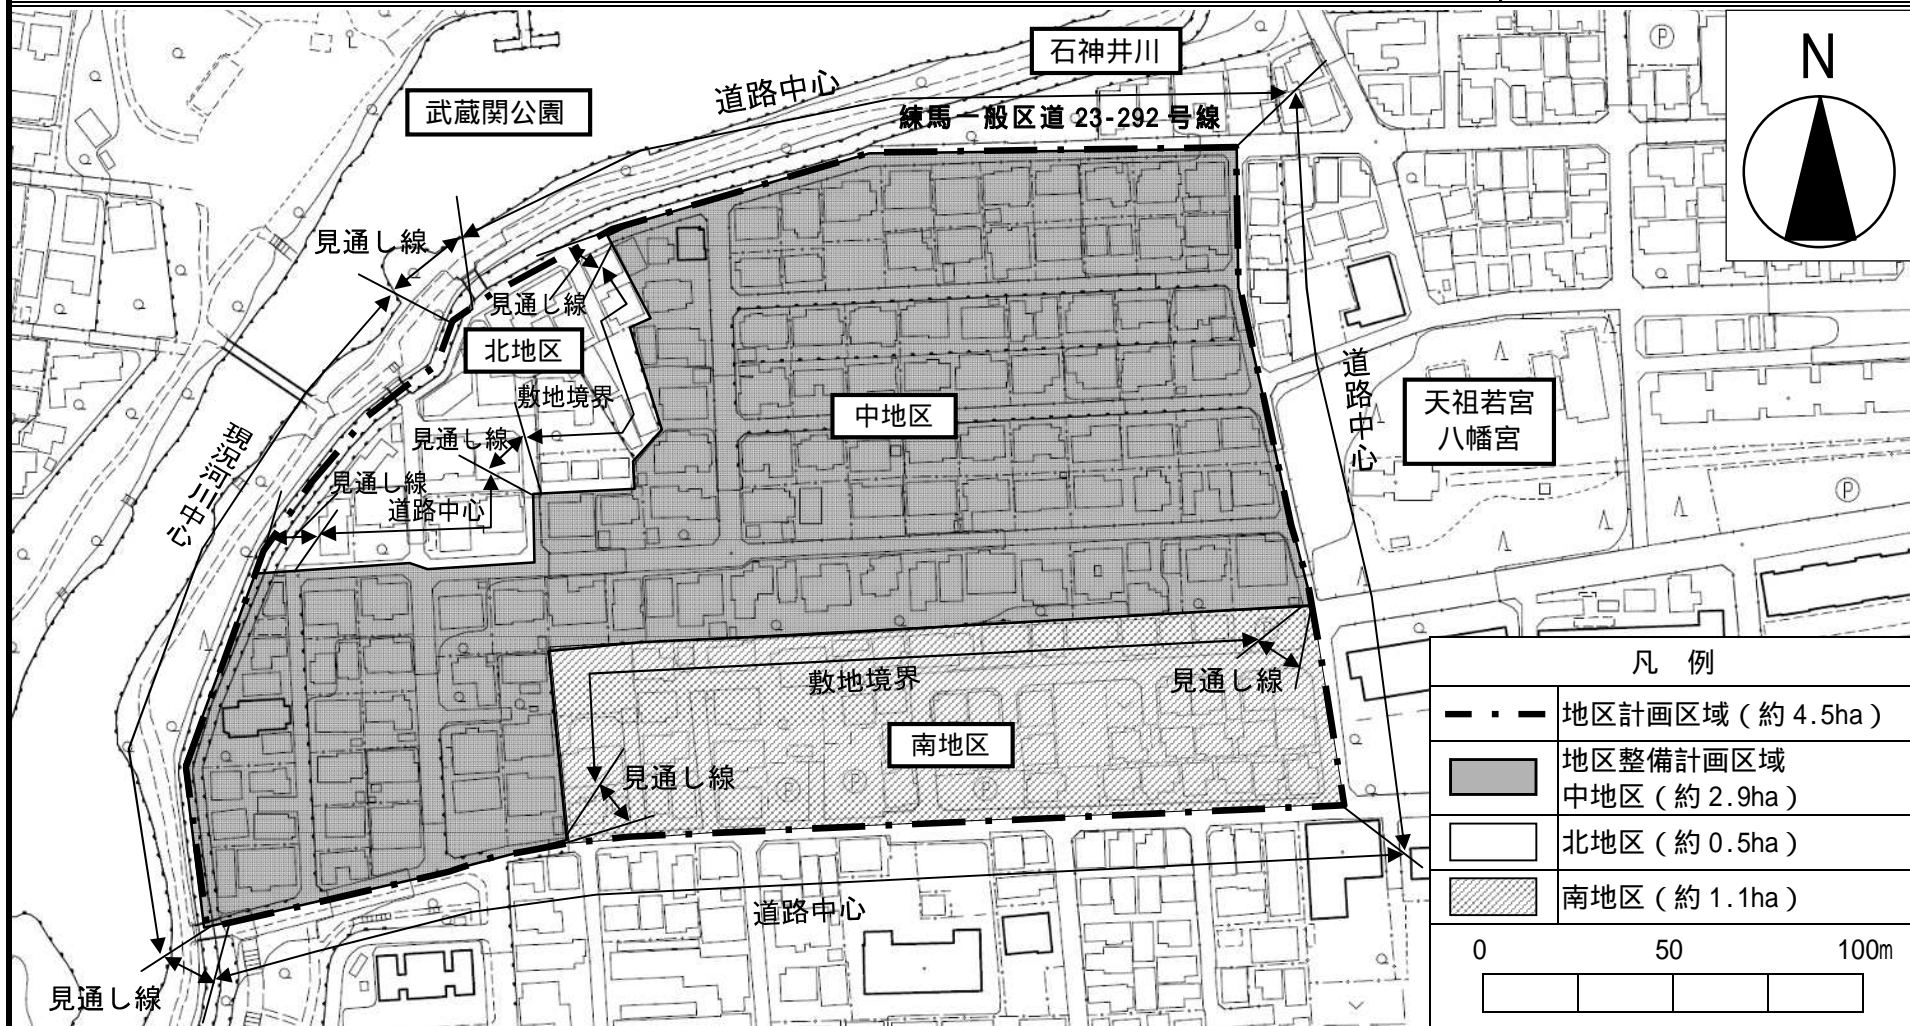 石神井川
N
道路中心
武蔵関公園
練馬一般区道 23-292 号線
P
見通し線
見通し線
北地区
道路中心
敷地境界
中地区
天祖若宮
八幡宮
現況河川中心
見通し線
見通し線
道路中心
P
敷地境界
見通し線
南地区
見通し線
P
P
P
道路中心
見通し線
凡 例
地区計画区域（約 4.5ha）
地区整備計画区域
中地区（約 2.9ha）
北地区（約 0.5ha）
南地区（約 1.1ha）
0 50 100m